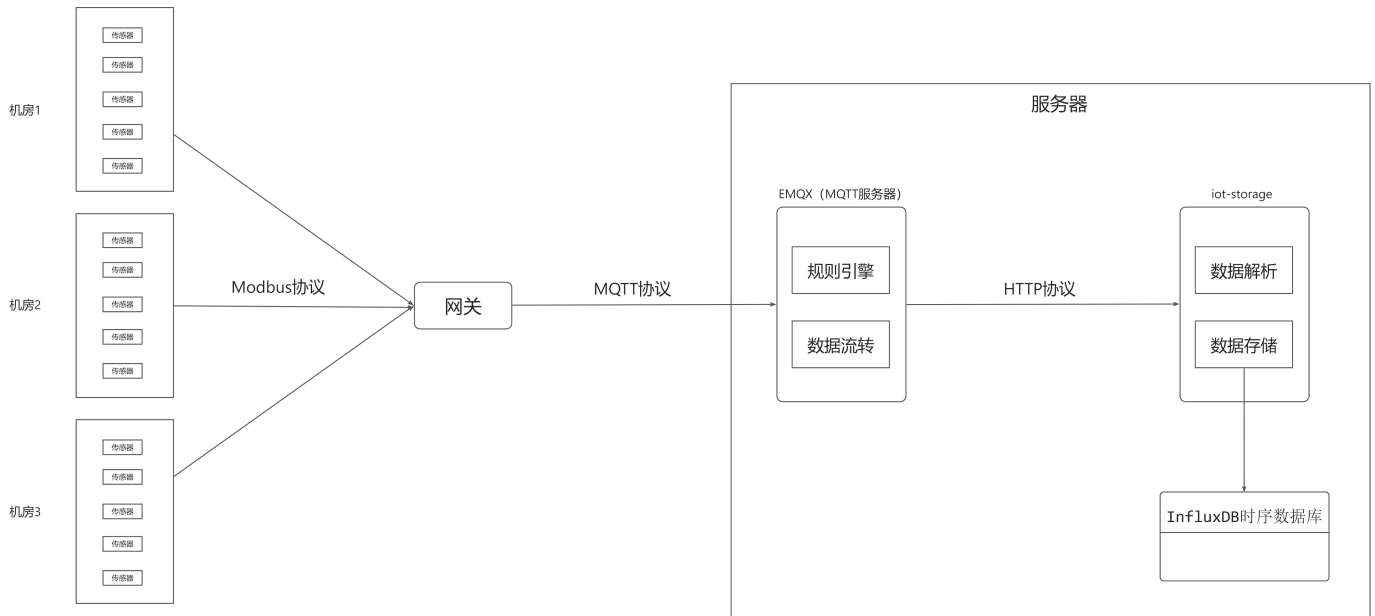 机房1
传感器
传感器
传感器
传感器
传感器
机房2
传感器
传感器
传感器
传感器
传感器
机房3
传感器
传感器
传感器
传感器
传感器
Modbus协议
网关
MQTT协议
服务器
EMQX（MQTT服务器）
规则引擎
数据流转
HTTP协议
iot-storage
数据解析
数据存储
InfluxDB时序数据库